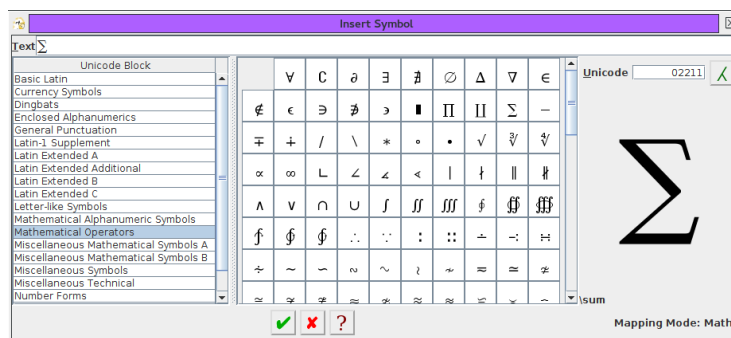 Insert Symbol
Text ∑
Unicode Block
Basic Latin
Currency Symbols
Dingbats
Enclosed Alphanumerics
General Punctuation
Latin-1 Supplement
Latin Extended A
Latin Extended Additional
Latin Extended B
Latin Extended C
Letter-like Symbols
Mathematical Alphanumeric Symbols
Mathematical Operators
Miscellaneous Mathematical Symbols A
Miscellaneous Mathematical Symbols B
Miscellaneous Symbols
Miscellaneous Technical
Number Forms
∀ ∁ ∂ ∃ ∄ ∅ ∆ ∇ ∈
∉ ∊ ∋ ∌ ∍ ∎ ∏ ∐ ∑ −
∓ ∔ ∕ ∖ ∗ ∘ ∙ √ ∛ ∜
∝ ∞ ∟ ∠ ∡ ∢ ∣ ∤ ∥ ∦
∧ ∨ ∩ ∪ ∫ ∬ ∭ ∮ ∯ ∰
∱ ∲ ∳ ∴ ∵ ∶ ∷ ∸ ∹ ∺
∻ ∼ ∽ ∾ ∿ ≀ ≁ ≂ ≃ ≄
Unicode 02211
∑
\sum
Mapping Mode: Math